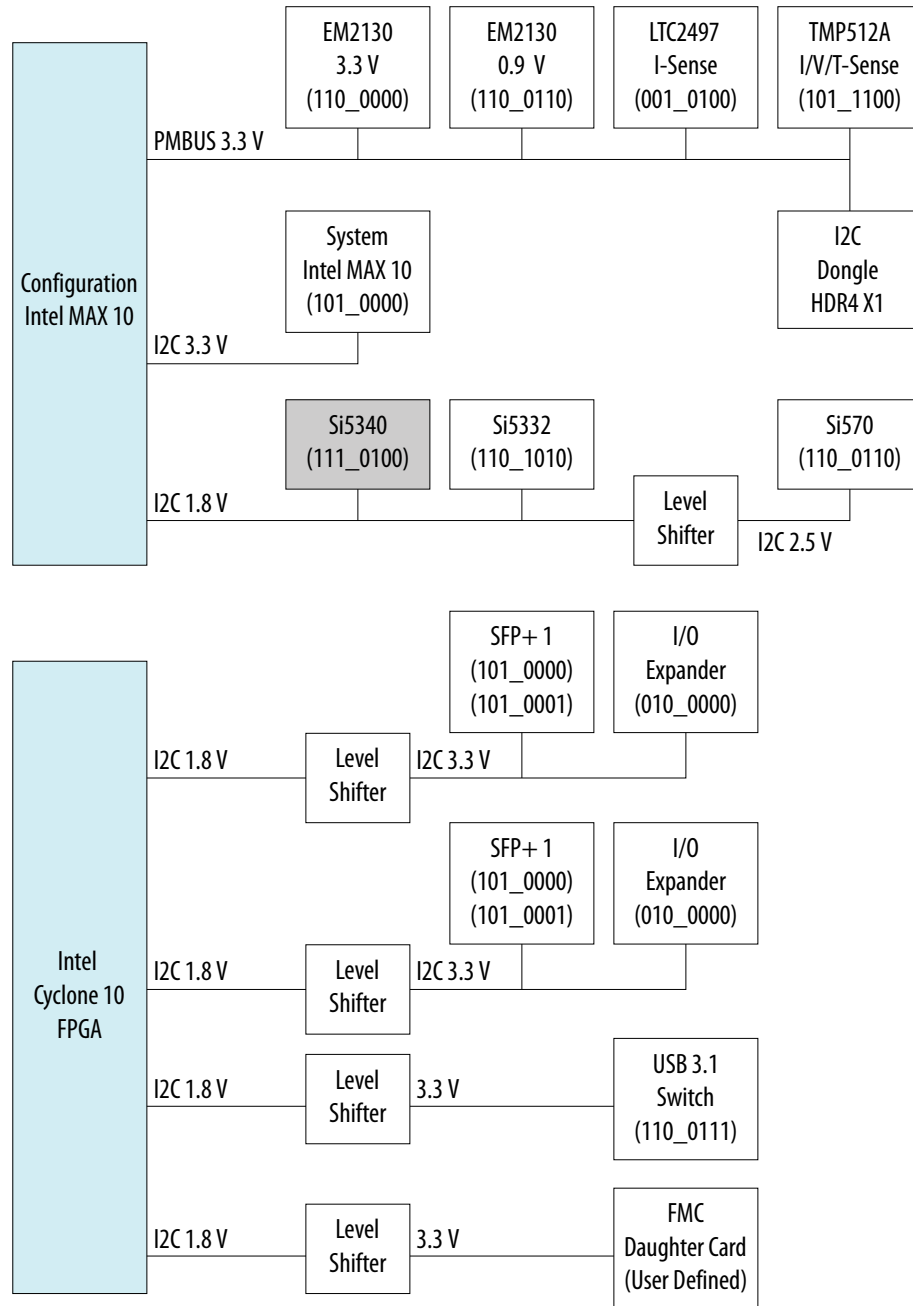 EM2130
3.3 V
(110_0000)
EM2130
0.9 V
(110_0110)
LTC2497
I-Sense
(001_0100)
TMP512A
I/V/T-Sense
(101_1100)
PMBUS 3.3 V
Configuration
Intel MAX 10
System
Intel MAX 10
(101_0000)
I2C
Dongle
HDR4 X1
I2C 3.3 V
Si5340
(111_0100)
Si5332
(110_1010)
Si570
(110_0110)
I2C 1.8 V
Level
Shifter
I2C 2.5 V
SFP+ 1
(101_0000)
(101_0001)
I/O
Expander
(010_0000)
I2C 1.8 V
Level
Shifter
I2C 3.3 V
SFP+ 1
(101_0000)
(101_0001)
I/O
Expander
(010_0000)
Intel
Cyclone 10
FPGA
I2C 1.8 V
Level
Shifter
I2C 3.3 V
I2C 1.8 V
Level
Shifter
3.3 V
USB 3.1
Switch
(110_0111)
I2C 1.8 V
Level
Shifter
3.3 V
FMC
Daughter Card
(User Defined)